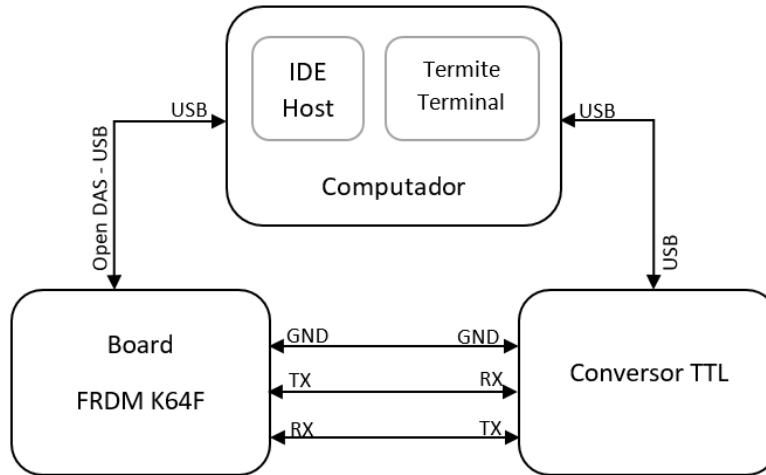 IDE
Host
Termite
Terminal
Computador
USB
USB
Open DAS - USB
USB
Board
FRDM K64F
GND
GND
TX
RX
RX
TX
Conversor TTL